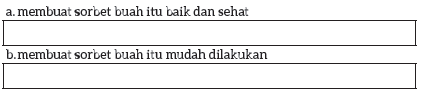 a. membuat sorbet buah itu baik dan sehat
b. membuat sorbet buah itu mudah dilakukan